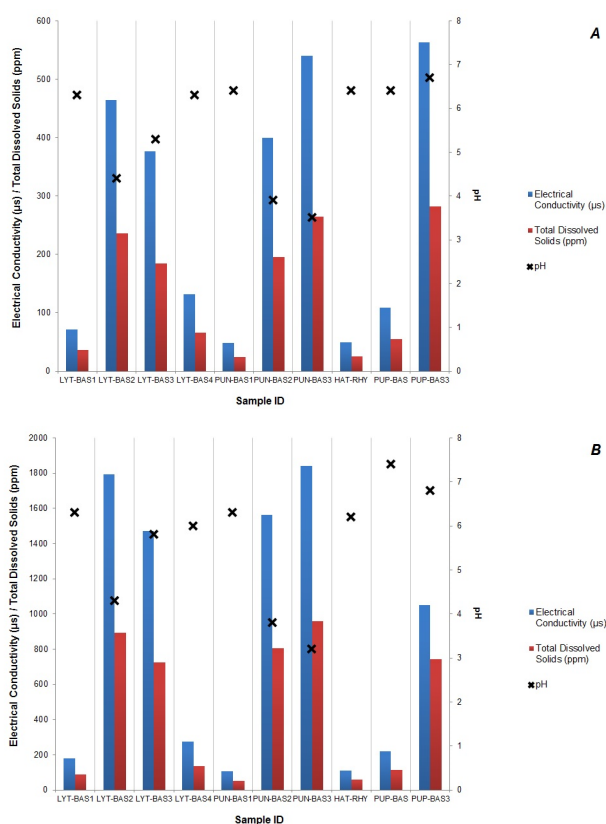 A
600
500
400
300
200
100
0
8
7
6
5
4
3
2
1
0
Electrical Conductivity (µs) / Total Dissolved Solids (ppm)
pH
LYT-BAS1 LYT-BAS2 LYT-BAS3 LYT-BAS4 PUN-BAS1 PUN-BAS2 PUN-BAS3 HAT-RHY PUP-BAS PUP-BAS3
Sample ID
Electrical
Conductivity (µs)
Total Dissolved
Solids (ppm)
pH
B
2000
1800
1600
1400
1200
1000
800
600
400
200
0
8
7
6
5
4
3
2
1
0
Electrical Conductivity (µs) / Total Dissolved Solids (ppm)
pH
LYT-BAS1 LYT-BAS2 LYT-BAS3 LYT-BAS4 PUN-BAS1 PUN-BAS2 PUN-BAS3 HAT-RHY PUP-BAS PUP-BAS3
Sample ID
Electrical
Conductivity (µs)
Total Dissolved
Solids (ppm)
pH